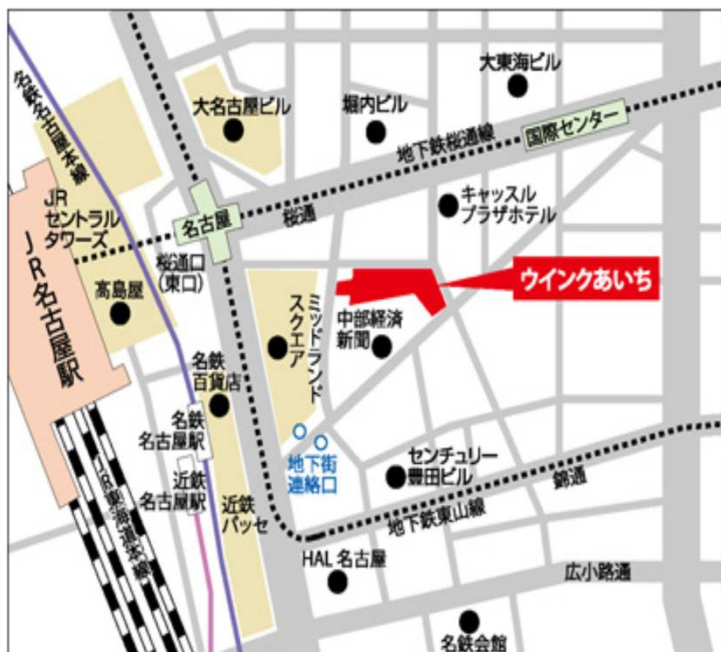 名鉄名古屋本線
大名古屋ビル
堀内ビル
大東海ビル
地下鉄桜通線
国際センター
JR
セントラル
タワーズ
名古屋
桜通
キャッスル
プラザホテル
JR名古屋駅
桜通口
(東口)
高島屋
ミッドランド
スクエア
ウインクあいち
中部経済
新聞
名鉄
百貨店
名鉄
名古屋駅
近鉄
名古屋駅
地下街
連絡口
センチュリー
豊田ビル
錦通
JR東海道本線
近鉄
パッセ
地下鉄東山線
HAL 名古屋
広小路通
名鉄会館